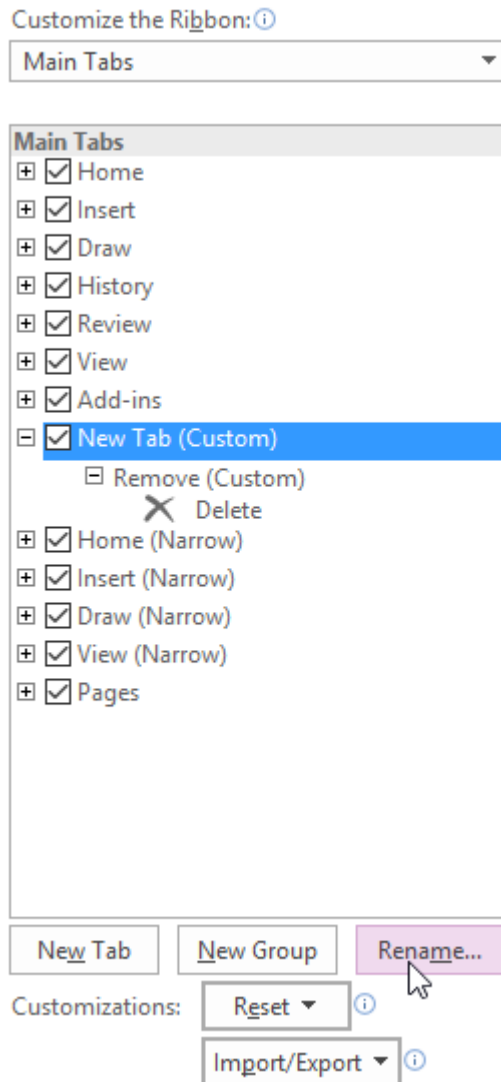 Customize the Ribbon:
Main Tabs
Main Tabs
Home
Insert
Draw
History
Review
View
Add-ins
New Tab (Custom)
Remove (Custom)
Delete
Home (Narrow)
Insert (Narrow)
Draw (Narrow)
View (Narrow)
Pages
New Tab New Group Rename...
Customizations: Reset
Import/Export